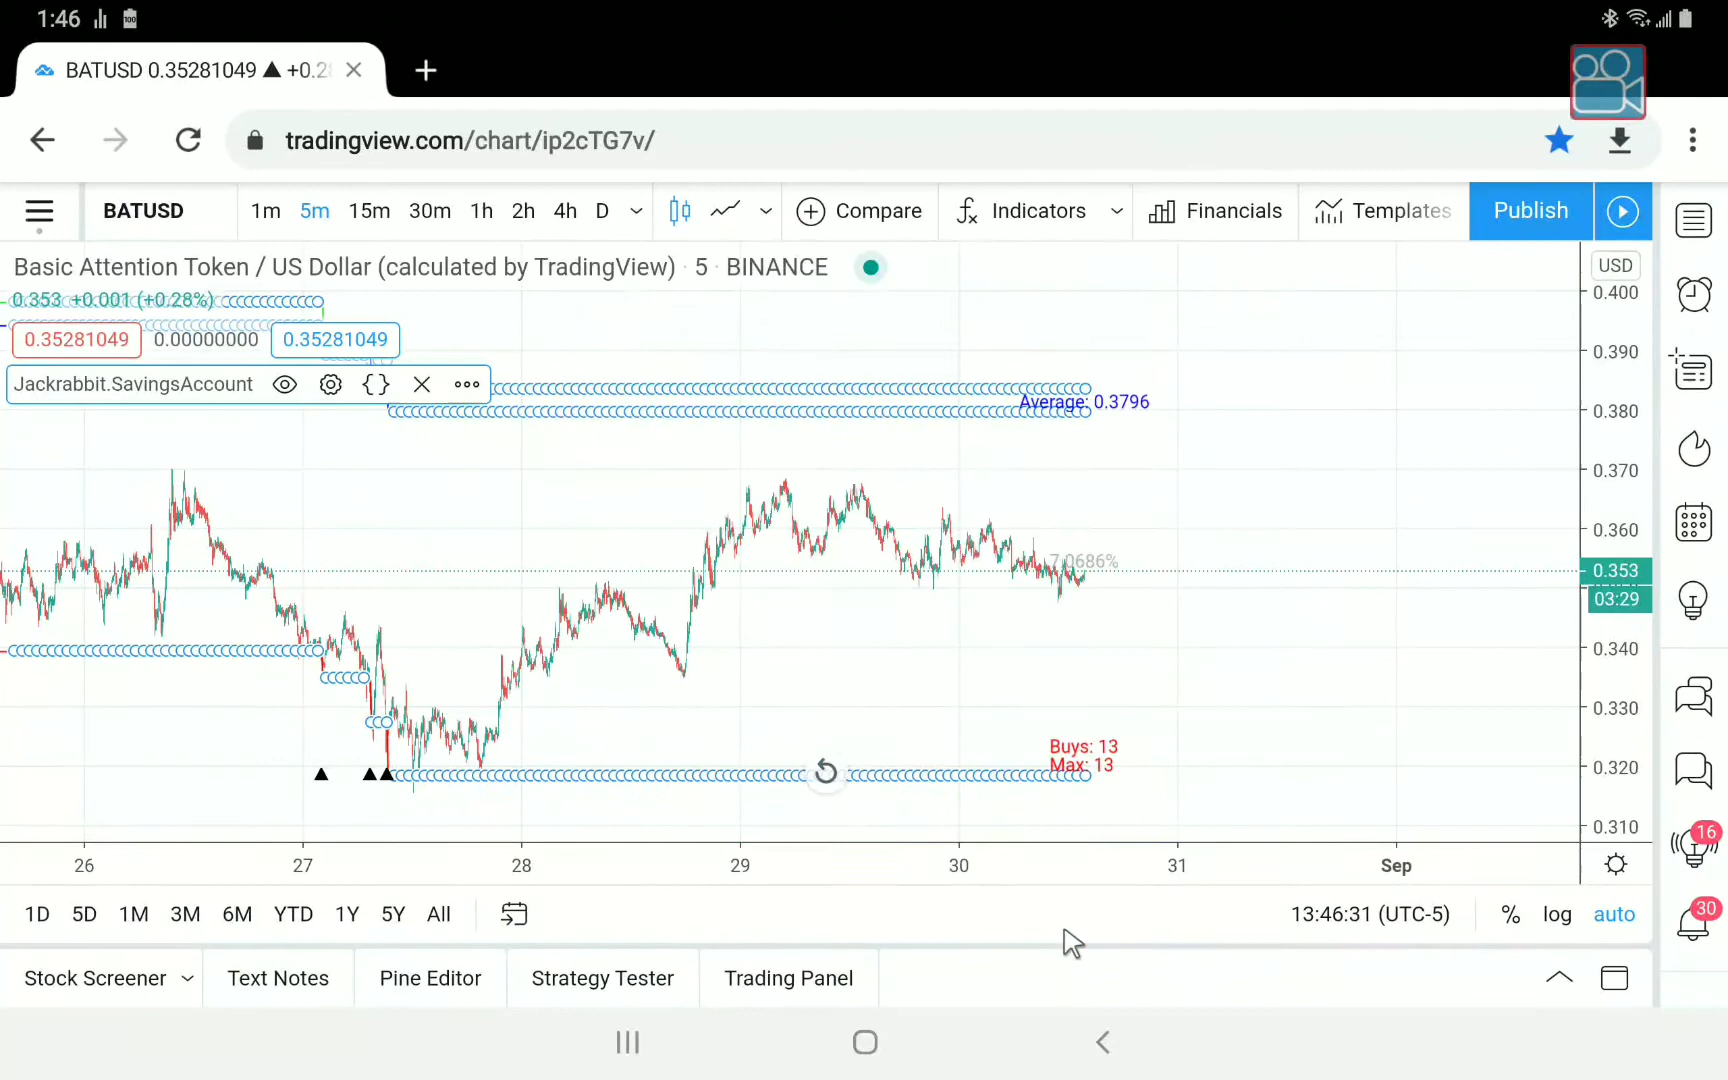 1:46
BATUSD 0.35281049 ▲ +0.28
tradingview.com/chart/ip2cTG7v/
BATUSD 1m 5m 15m 30m 1h 2h 4h D Compare Indicators Financials Templates Publish
Basic Attention Token / US Dollar (calculated by TradingView) · 5 · BINANCE
USD
0.353 +0.001 (+0.28%)
0.35281049 0.00000000 0.35281049
Jackrabbit.SavingsAccount
Average: 0.3796
7.0686%
Buys: 13
Max: 13
0.400
0.390
0.380
0.370
0.360
0.353
03:29
0.340
0.330
0.320
0.310
26 27 28 29 30 31 Sep
16
30
1D 5D 1M 3M 6M YTD 1Y 5Y All 13:46:31 (UTC-5) % log auto
Stock Screener Text Notes Pine Editor Strategy Tester Trading Panel